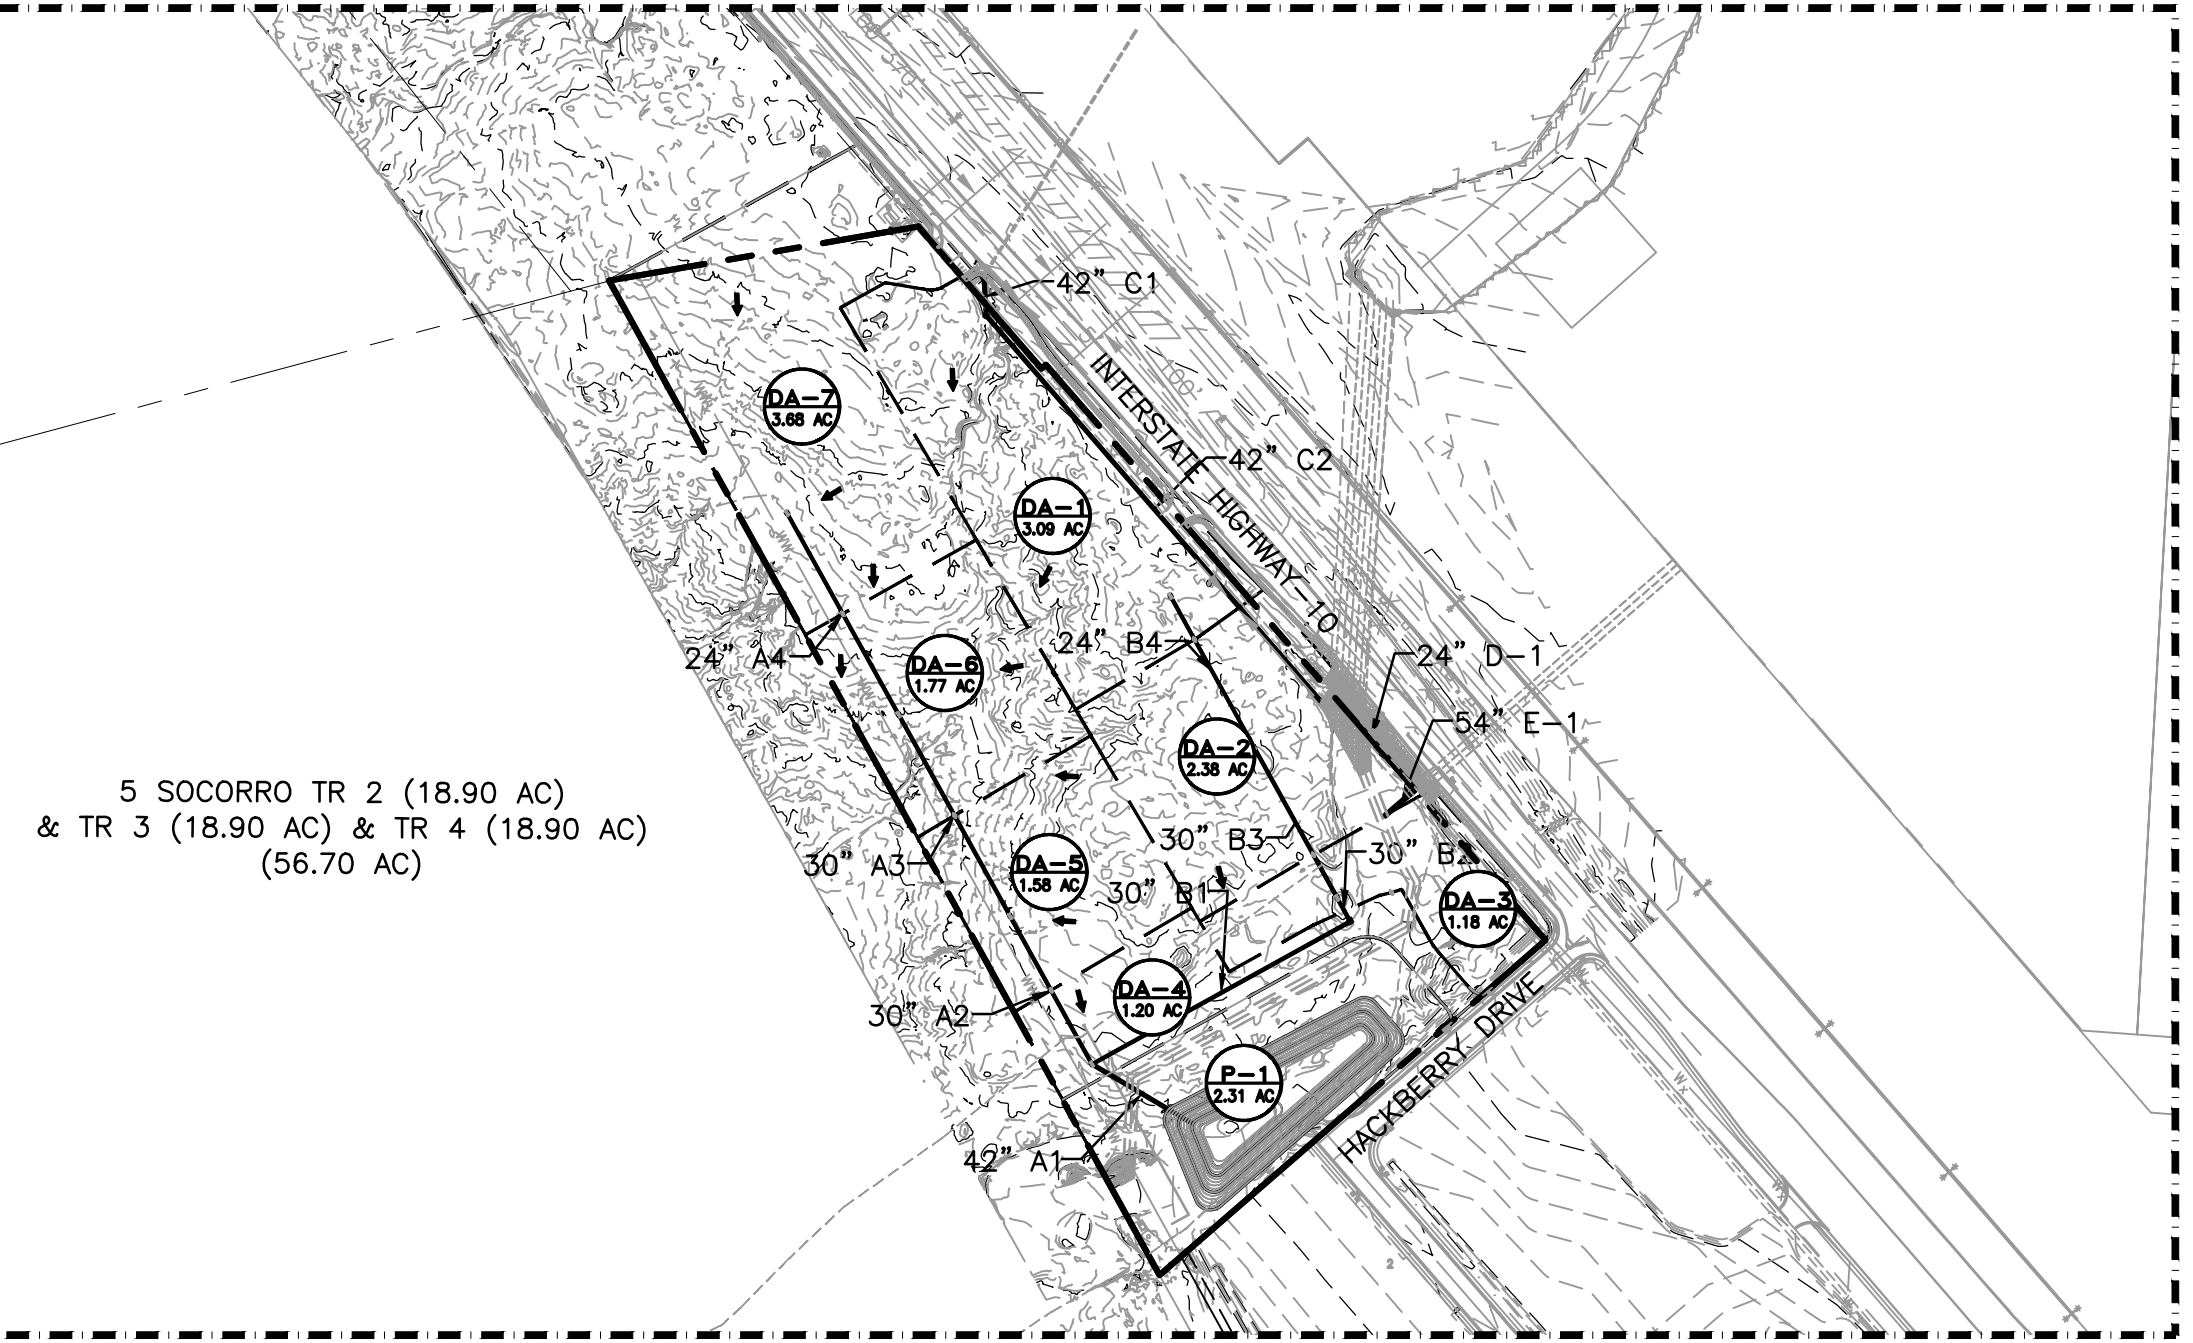 42” C1
INTERSTATE HIGHWAY-10
DA-7
3.68 AC
42” C2
DA-1
3.09 AC
24” B4
24” A4
24” D-1
DA-6
1.77 AC
54” E-1
DA-2
2.38 AC
5 SOCORRO TR 2 (18.90 AC)
& TR 3 (18.90 AC) & TR 4 (18.90 AC)
(56.70 AC)
30” B3
30” B2
30” A3
DA-5
1.58 AC
30” B1
DA-3
1.18 AC
DA-4
1.20 AC
30” A2
HACKBERRY DRIVE
P-1
2.31 AC
42” A1
2